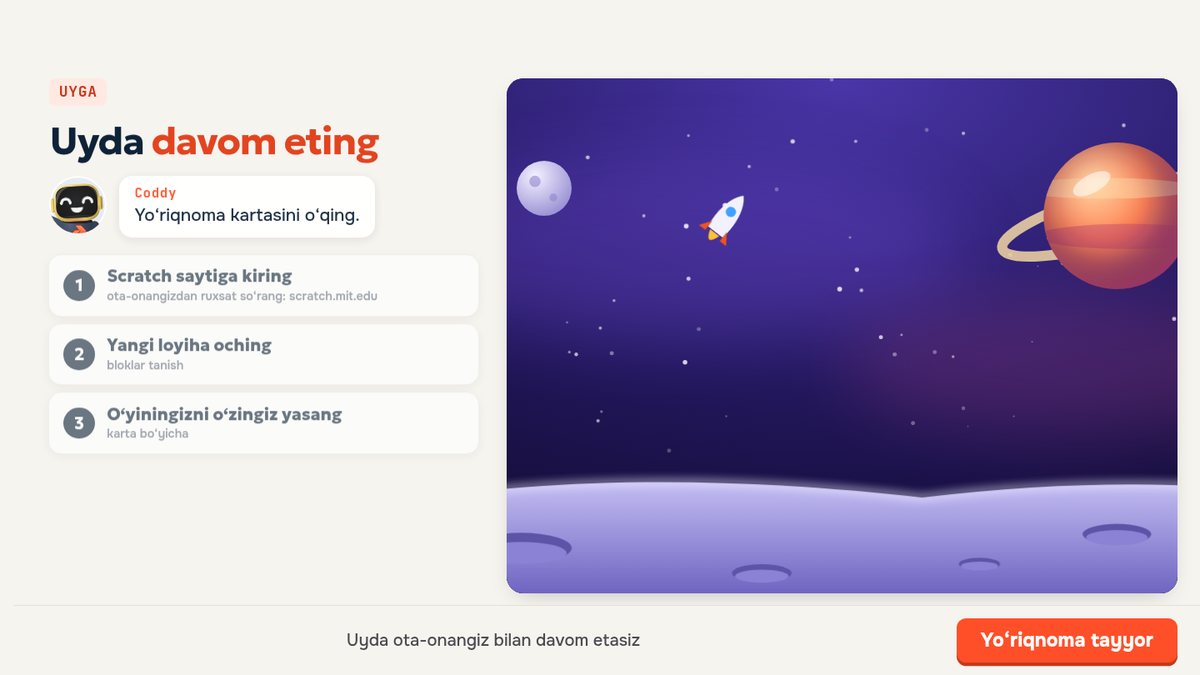 UYGA
Uyda davom eting
Coddy
Yo‘riqnoma kartasini o‘qing.
1
Scratch saytiga kiring
ota-onangizdan ruxsat so‘rang: scratch.mit.edu
2
Yangi loyiha oching
bloklar tanish
3
O‘yiningizni o‘zingiz yasang
karta bo‘yicha
Uyda ota-onangiz bilan davom etasiz
Yo‘riqnoma tayyor